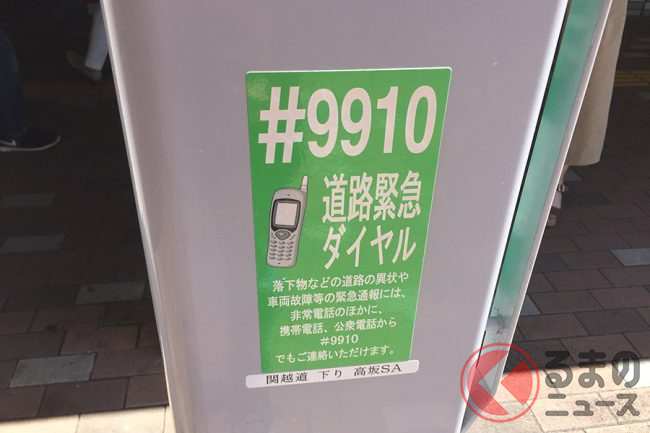 #9910
道路緊急
ダイヤル
落下物などの道路の異状や
車両故障等の緊急通報には、
非常電話のほかに、
携帯電話、公衆電話から
#9910
でもご連絡いただけます。
関越道 下り 高坂SA
くるまの
ニュース